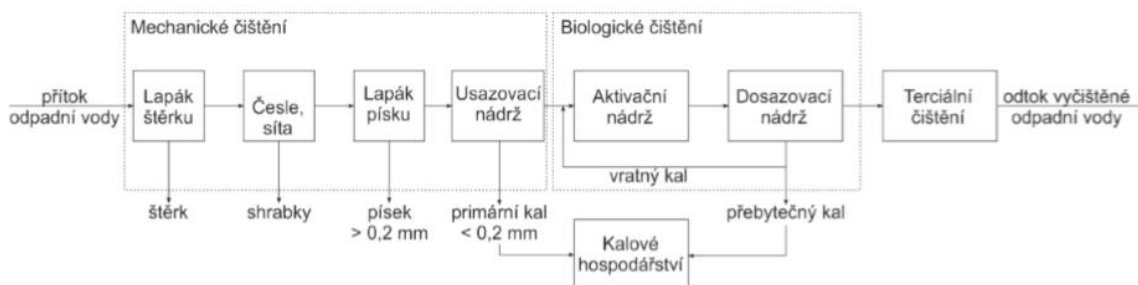 Mechanické čištění
Biologické čištění
přítok
odpadní vody
Lapák
štěrku
Česle,
síta
Lapák
písku
Usazovací
nádrž
Aktivační
nádrž
Dosazovací
nádrž
Terciální
čištění
odtok vyčištěné
odpadní vody
vratný kal
štěrk
shrabky
písek
> 0,2 mm
primární kal
< 0,2 mm
přebytečný kal
Kalové
hospodářství